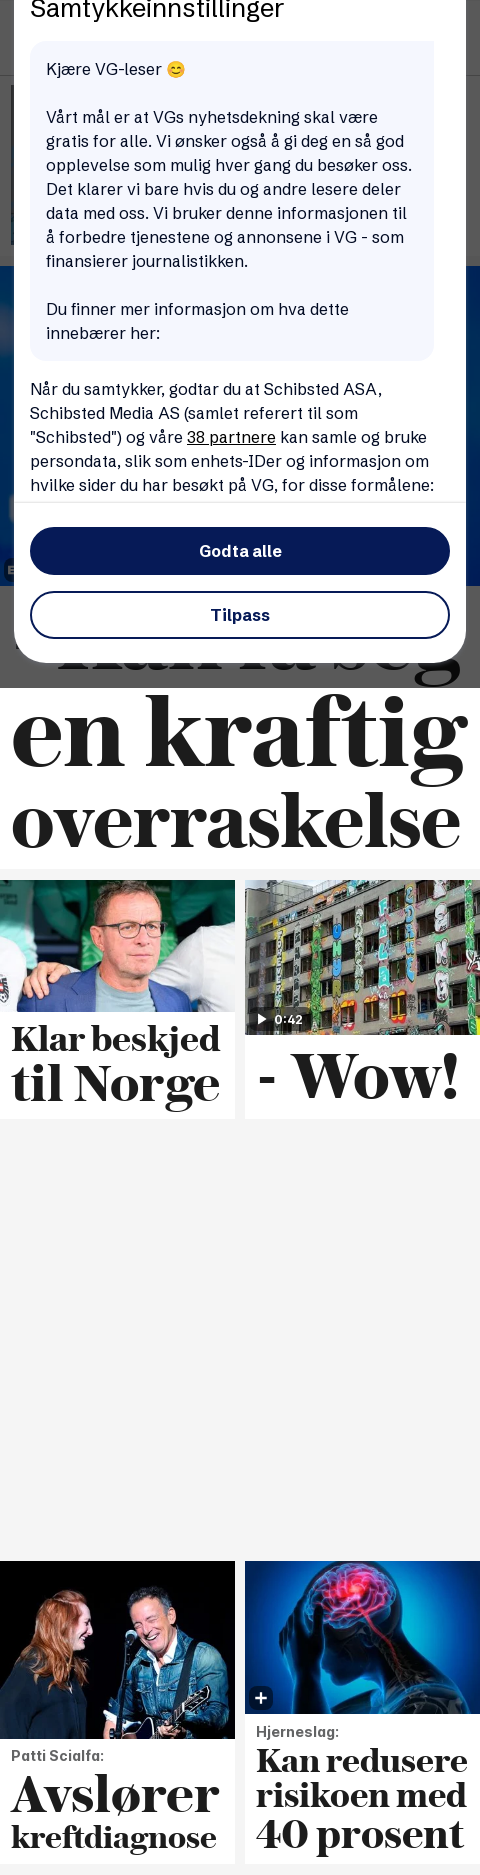 Samtykkeinnstillinger
Kjære VG-leser 😊
Vårt mål er at VGs nyhetsdekning skal være
gratis for alle. Vi ønsker også å gi deg en så god
opplevelse som mulig hver gang du besøker oss.
Det klarer vi bare hvis du og andre lesere deler
data med oss. Vi bruker denne informasjonen til
å forbedre tjenestene og annonsene i VG - som
finansierer journalistikken.
Du finner mer informasjon om hva dette
innebærer her:
Når du samtykker, godtar du at Schibsted ASA,
Schibsted Media AS (samlet referert til som
"Schibsted") og våre 38 partnere kan samle og bruke
persondata, slik som enhets-IDer og informasjon om
hvilke sider du har besøkt på VG, for disse formålene:
Godta alle
Tilpass
en kraftig
overraskelse
0:42
Klar beskjed
til Norge
- Wow!
Patti Scialfa:
Avslører
kreftdiagnose
Hjerneslag:
Kan redusere
risikoen med
40 prosent